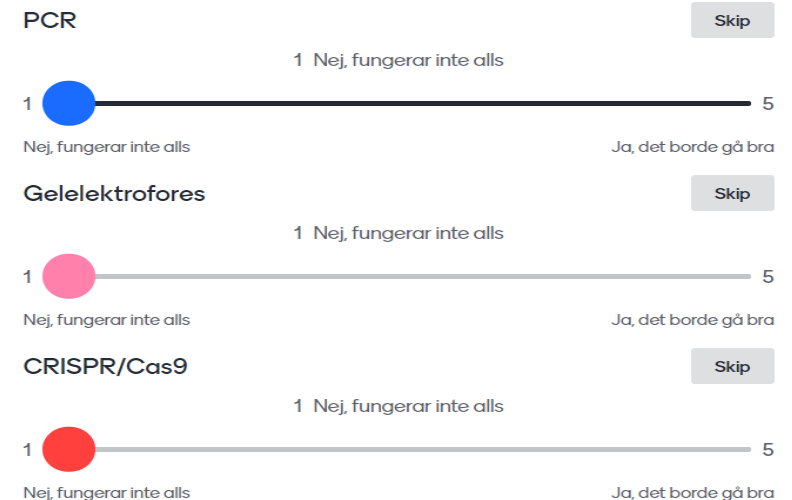 PCR
Skip
1 Nej, fungerar inte alls
1
5
Nej, fungerar inte alls
Ja, det borde gå bra
Gelelektrofores
Skip
1 Nej, fungerar inte alls
1
5
Nej, fungerar inte alls
Ja, det borde gå bra
CRISPR/Cas9
Skip
1 Nej, fungerar inte alls
1
5
Nej, fungerar inte alls
Ja, det borde gå bra